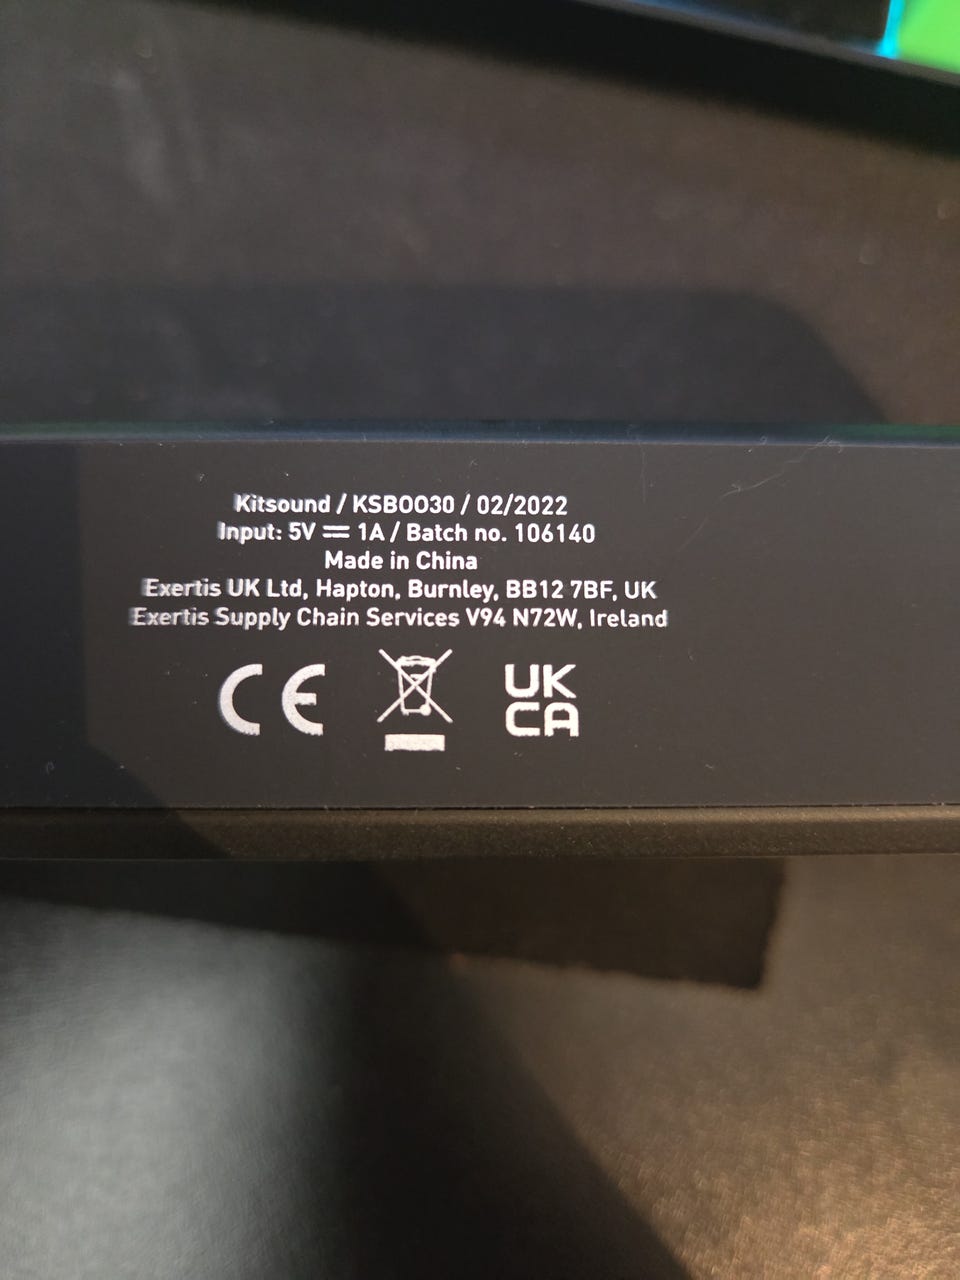 Kitsound / KSB0030 / 02/2022
Input: 5V ⎓ 1A / Batch no. 106140
Made in China
Exertis UK Ltd, Hapton, Burnley, BB12 7BF, UK
Exertis Supply Chain Services V94 N72W, Ireland
CE
UK
CA